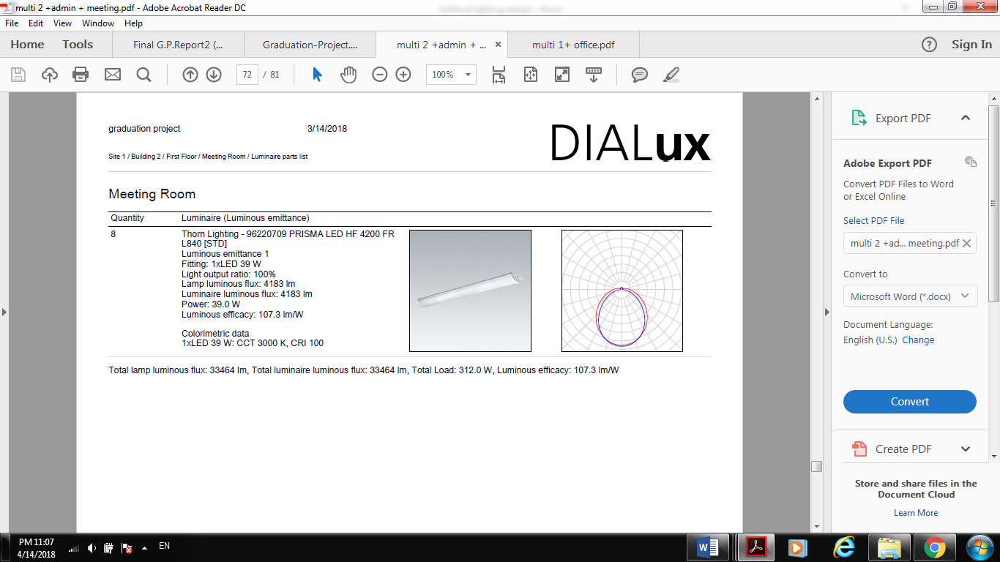 multi 2 +admin + meeting.pdf - Adobe Acrobat Reader DC
File Edit View Window Help
Home Tools Final G.P.Report2 (... Graduation-Project.... multi 2 +admin + ... multi 1+ office.pdf Sign In
72 / 81 100%
graduation project 3/14/2018
DIALux
Site 1 / Building 2 / First Floor / Meeting Room / Luminaire parts list
Meeting Room
Quantity Luminaire (Luminous emittance)
8 Thorn Lighting - 96220709 PRISMA LED HF 4200 FR
L840 [STD]
Luminous emittance 1
Fitting: 1xLED 39 W
Light output ratio: 100%
Lamp luminous flux: 4183 lm
Luminaire luminous flux: 4183 lm
Power: 39.0 W
Luminous efficacy: 107.3 lm/W
Colorimetric data
1xLED 39 W: CCT 3000 K, CRI 100
Total lamp luminous flux: 33464 lm, Total luminaire luminous flux: 33464 lm, Total Load: 312.0 W, Luminous efficacy: 107.3 lm/W
Export PDF
Adobe Export PDF
Convert PDF Files to Word
or Excel Online
Select PDF File
multi 2 +ad... meeting.pdf
Convert to
Microsoft Word (*.docx)
Document Language:
English (U.S.) Change
Convert
Create PDF
Store and share files in the
Document Cloud
Learn More
PM 11:07
4/14/2018
EN